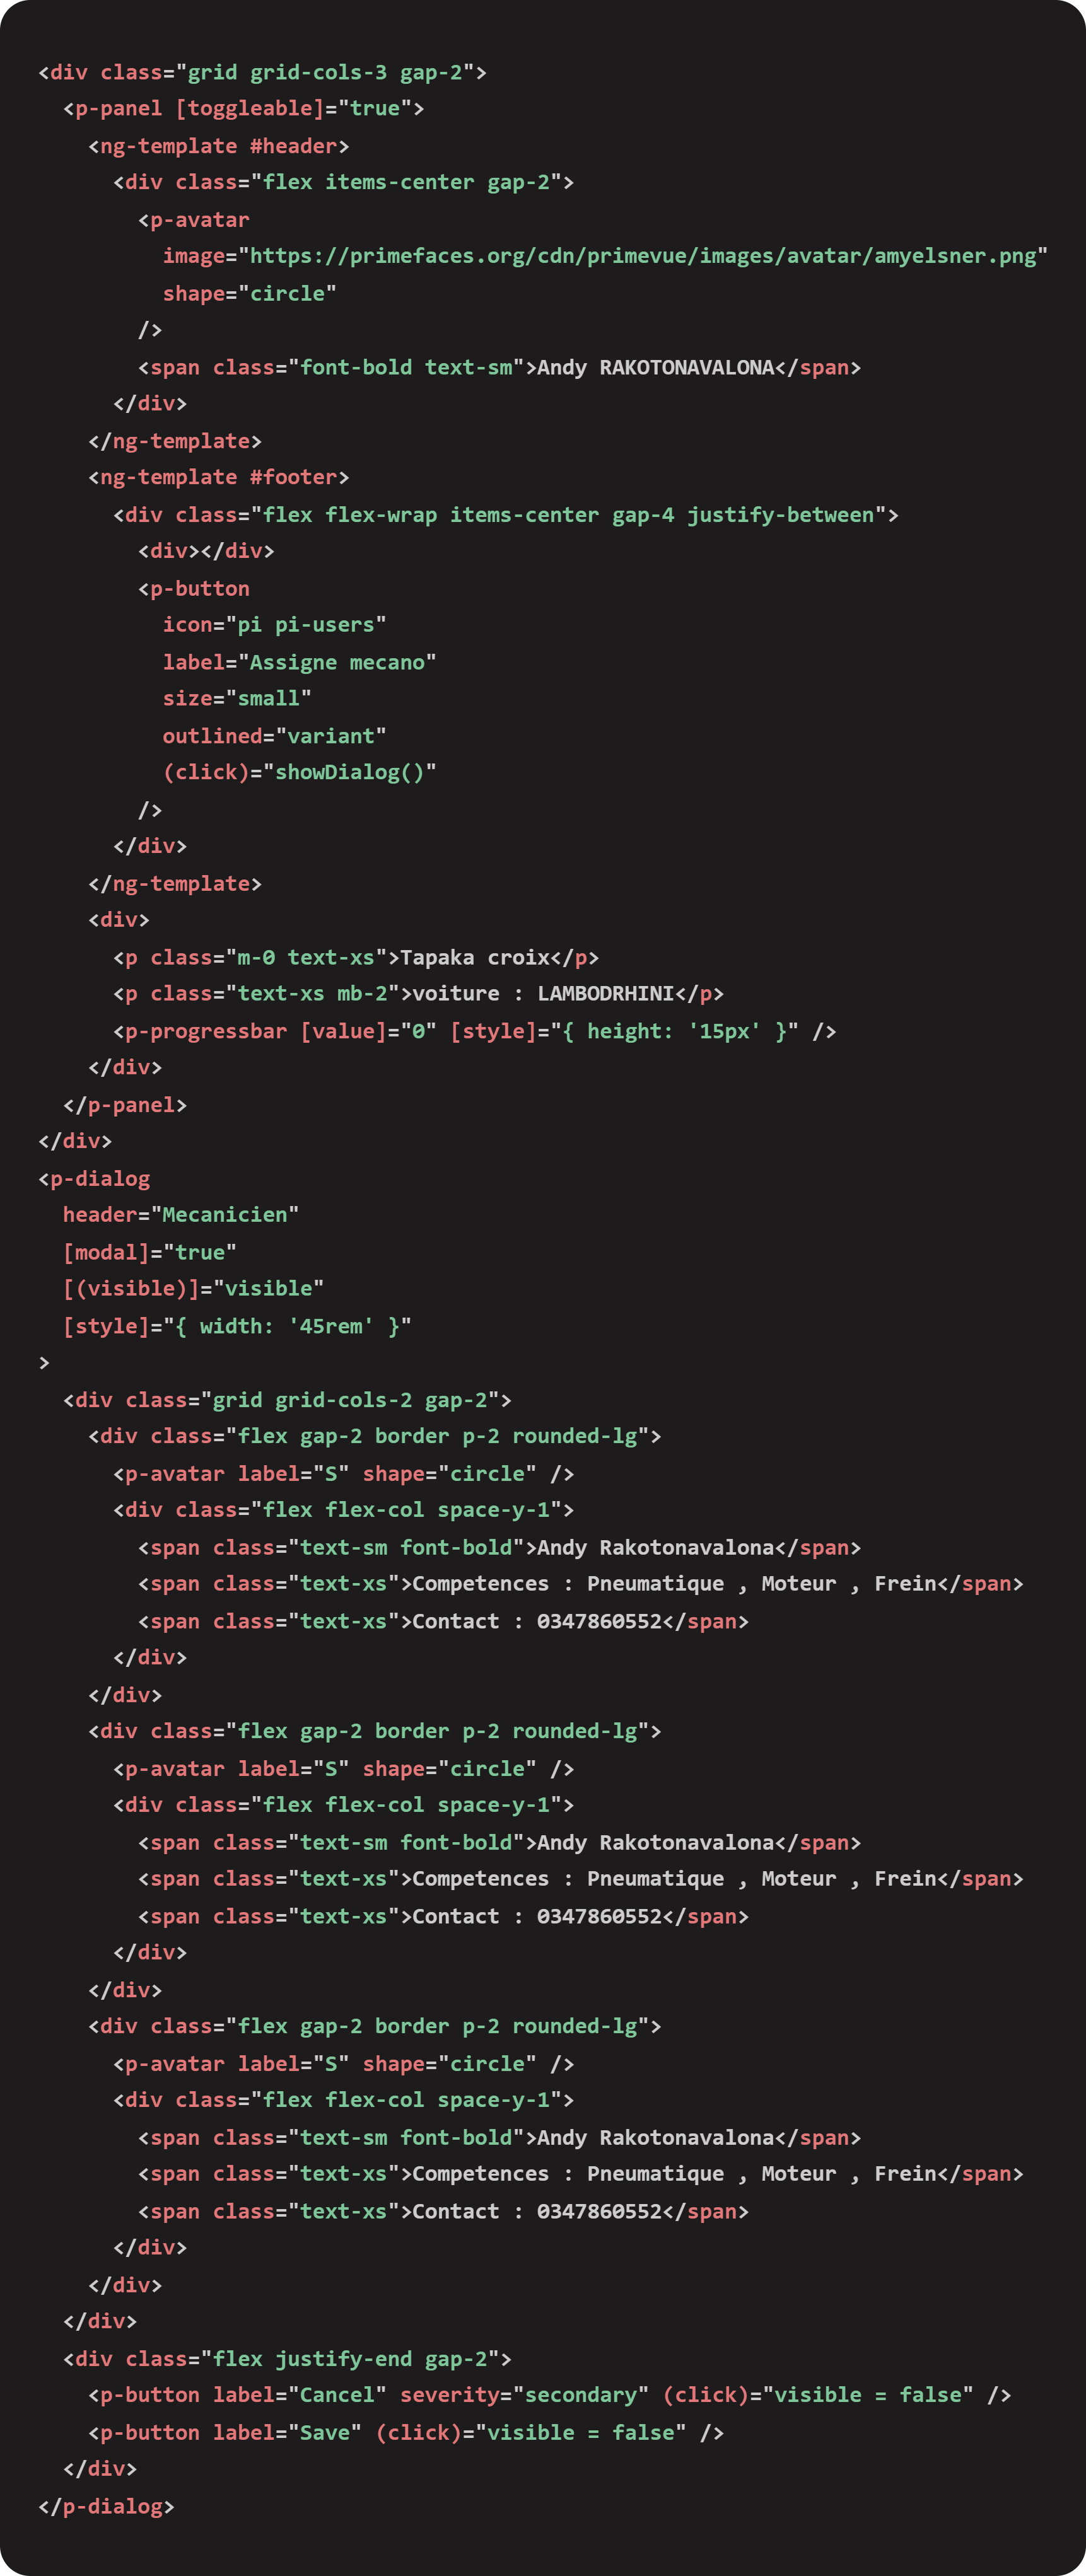 <div class="grid grid-cols-3 gap-2">
  <p-panel [toggleable]="true">
    <ng-template #header>
      <div class="flex items-center gap-2">
        <p-avatar
          image="https://primefaces.org/cdn/primevue/images/avatar/amyelsner.png"
          shape="circle"
        />
        <span class="font-bold text-sm">Andy RAKOTONAVALONA</span>
      </div>
    </ng-template>
    <ng-template #footer>
      <div class="flex flex-wrap items-center gap-4 justify-between">
        <div></div>
        <p-button
          icon="pi pi-users"
          label="Assigne mecano"
          size="small"
          outlined="variant"
          (click)="showDialog()"
        />
      </div>
    </ng-template>
    <div>
      <p class="m-0 text-xs">Tapaka croix</p>
      <p class="text-xs mb-2">voiture : LAMBODRHINI</p>
      <p-progressbar [value]="0" [style]="{ height: '15px' }" />
    </div>
  </p-panel>
</div>
<p-dialog
  header="Mecanicien"
  [modal]="true"
  [(visible)]="visible"
  [style]="{ width: '45rem' }"
>
  <div class="grid grid-cols-2 gap-2">
    <div class="flex gap-2 border p-2 rounded-lg">
      <p-avatar label="S" shape="circle" />
      <div class="flex flex-col space-y-1">
        <span class="text-sm font-bold">Andy Rakotonavalona</span>
        <span class="text-xs">Competences : Pneumatique , Moteur , Frein</span>
        <span class="text-xs">Contact : 0347860552</span>
      </div>
    </div>
    <div class="flex gap-2 border p-2 rounded-lg">
      <p-avatar label="S" shape="circle" />
      <div class="flex flex-col space-y-1">
        <span class="text-sm font-bold">Andy Rakotonavalona</span>
        <span class="text-xs">Competences : Pneumatique , Moteur , Frein</span>
        <span class="text-xs">Contact : 0347860552</span>
      </div>
    </div>
    <div class="flex gap-2 border p-2 rounded-lg">
      <p-avatar label="S" shape="circle" />
      <div class="flex flex-col space-y-1">
        <span class="text-sm font-bold">Andy Rakotonavalona</span>
        <span class="text-xs">Competences : Pneumatique , Moteur , Frein</span>
        <span class="text-xs">Contact : 0347860552</span>
      </div>
    </div>
  </div>
  <div class="flex justify-end gap-2">
    <p-button label="Cancel" severity="secondary" (click)="visible = false" />
    <p-button label="Save" (click)="visible = false" />
  </div>
</p-dialog>